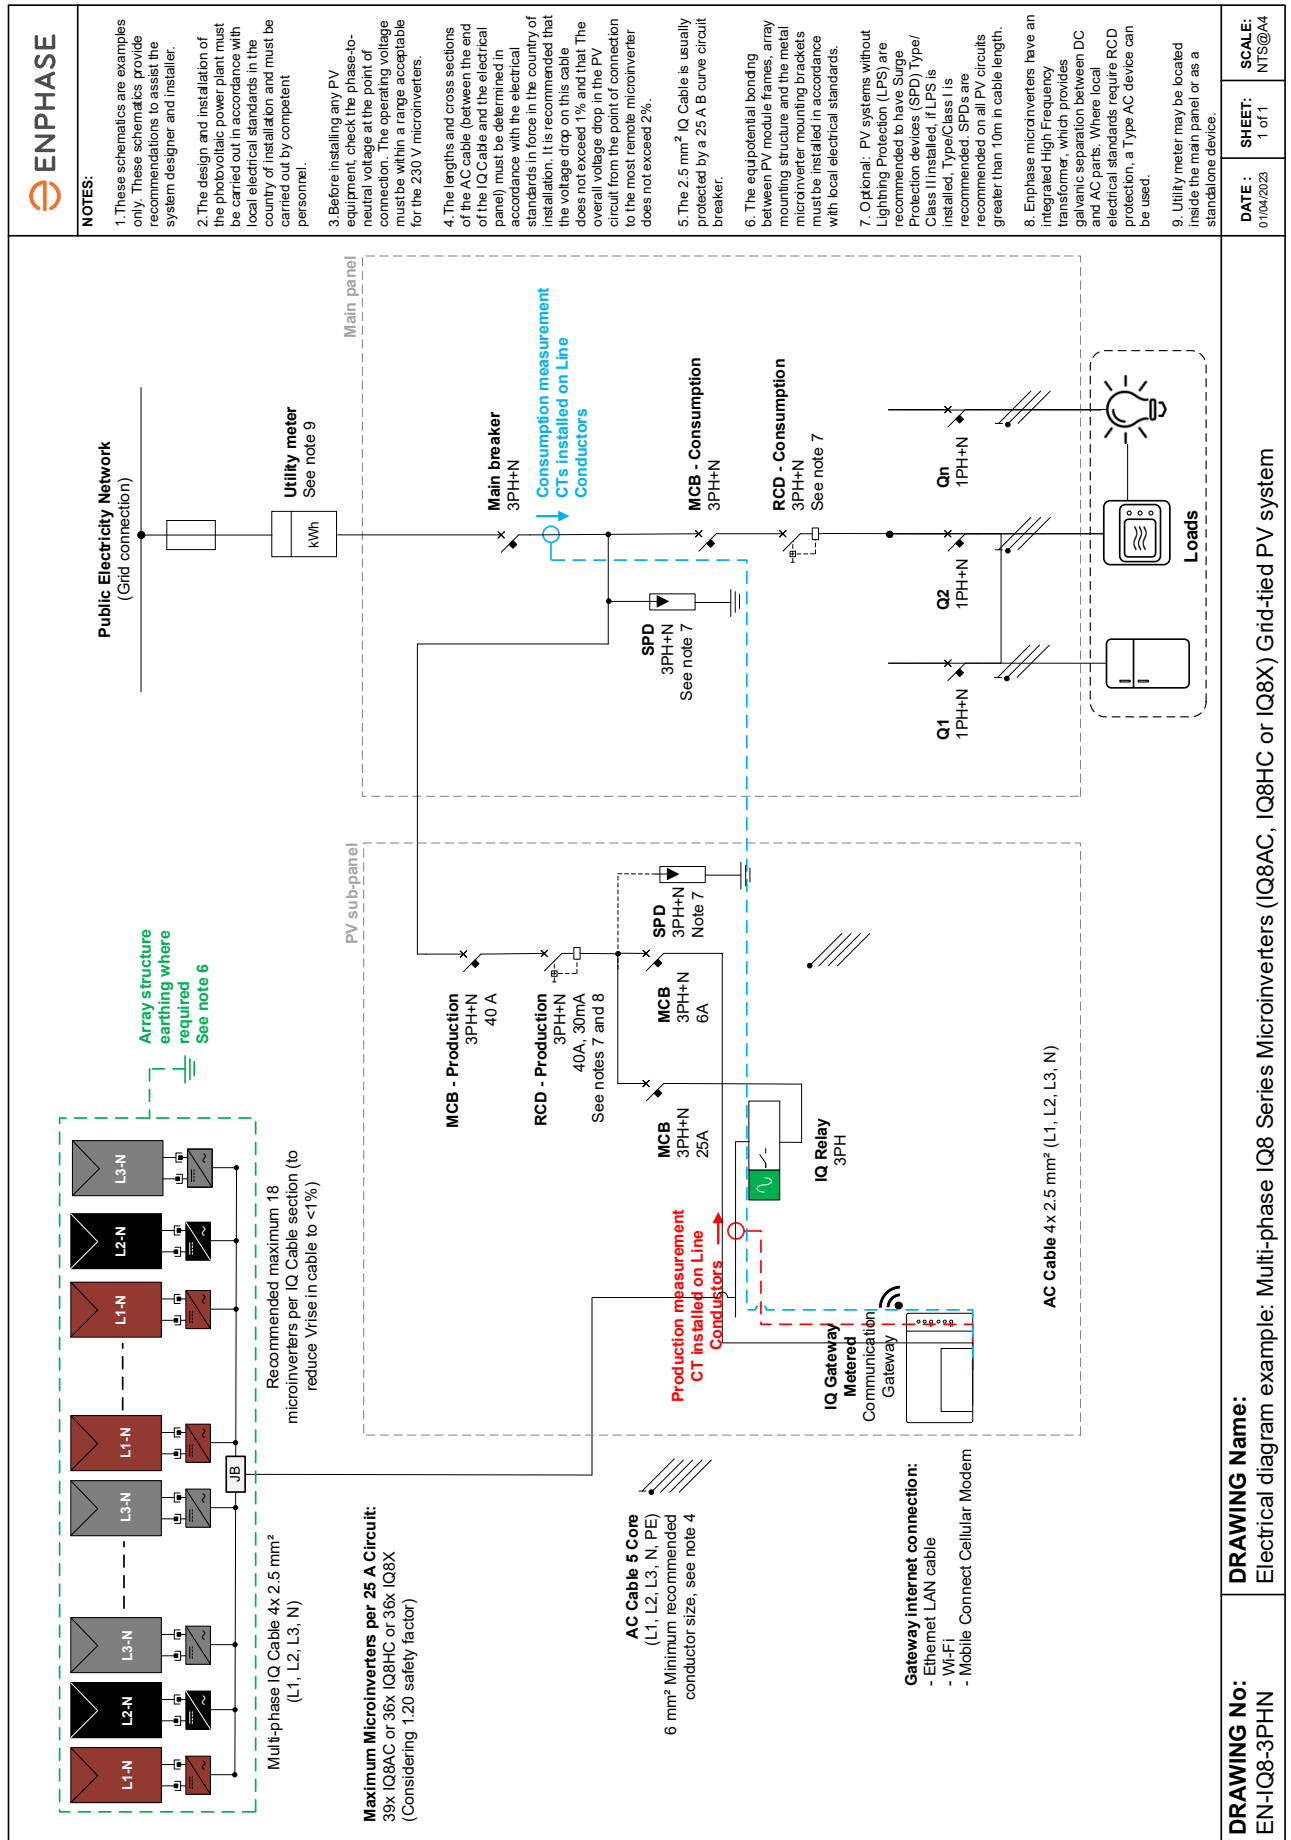 Array structure
earthing where
required
See note 6
L1-N
L2-N
L3-N
L3-N
L1-N
L1-N
L2-N
L3-N
JB
Multi-phase IQ Cable 4x 2.5 mm²
(L1, L2, L3, N)
Recommended maximum 18
microinverters per IQ Cable section (to
reduce Vrise in cable to <1%)
Maximum Microinverters per 25 A Circuit:
39x IQ8AC or 36x IQ8HC or 36x IQ8X
(Considering 1.20 safety factor)
AC Cable 5 Core
(L1, L2, L3, N, PE)
6 mm² Minimum recommended
conductor size, see note 4
Gateway internet connection:
- Ethernet LAN cable
- Wi-Fi
- Mobile Connect Cellular Modem
PV sub-panel
MCB - Production
3PH+N
40 A
RCD - Production
3PH+N
40A, 30mA
See notes 7 and 8
SPD
3PH+N
Note 7
MCB
3PH+N
25A
MCB
3PH+N
6A
Production measurement
CT installed on Line
Conductors
IQ Relay
3PH
IQ Gateway
Metered
Communication
Gateway
AC Cable 4x 2.5 mm² (L1, L2, L3, N)
Public Electricity Network
(Grid connection)
kWh
Utility meter
See note 9
Main panel
Main breaker
3PH+N
Consumption measurement
CTs installed on Line
Conductors
SPD
3PH+N
See note 7
MCB - Consumption
3PH+N
RCD - Consumption
3PH+N
See note 7
Q1
1PH+N
Q2
1PH+N
Qn
1PH+N
Loads
ENPHASE
NOTES:
1.These schematics are examples
only. These schematics provide
recommendations to assist the
system designer and installer.
2.The design and installation of
the photovoltaic power plant must
be carried out in accordance with
local electrical standards in the
country of installation and must be
carried out by competent
personnel.
3.Before installing any PV
equipment, check the phase-to-
neutral voltage at the point of
connection. The operating voltage
must be within a range acceptable
for the 230 V microinverters.
4.The lengths and cross sections
of the AC cable (between the end
of the IQ Cable and the electrical
panel) must be determined in
accordance with the electrical
standards in force in the country of
installation. It is recommended that
the voltage drop on this cable
does not exceed 1% and that The
overall voltage drop in the PV
circuit from the point of connection
to the most remote microinverter
does not exceed 2%.
5.The 2.5 mm² IQ Cable is usually
protected by a 25 A B curve circuit
breaker.
6. The equipotential bonding
between PV module frames, array
mounting structure and the metal
microinverter mounting brackets
must be installed in accordance
with local electrical standards.
7. Optional: PV systems without
Lightning Protection (LPS) are
recommended to have Surge
Protection devices (SPD) Type/
Class II installed, if LPS is
installed, Type/Class I is
recommended. SPDs are
recommended on all PV circuits
greater than 10m in cable length.
8. Enphase microinverters have an
integrated High Frequency
transformer, which provides
galvanic separation between DC
and AC parts. Where local
electrical standards require RCD
protection, a Type AC device can
be used.
9. Utility meter may be located
inside the main panel or as a
standalone device.
DRAWING No:
EN-IQ8-3PHN
DRAWING Name:
Electrical diagram example: Multi-phase IQ8 Series Microinverters (IQ8AC, IQ8HC or IQ8X) Grid-tied PV system
DATE :
01/04/2023
SHEET:
1 of 1
SCALE:
NTS@A4